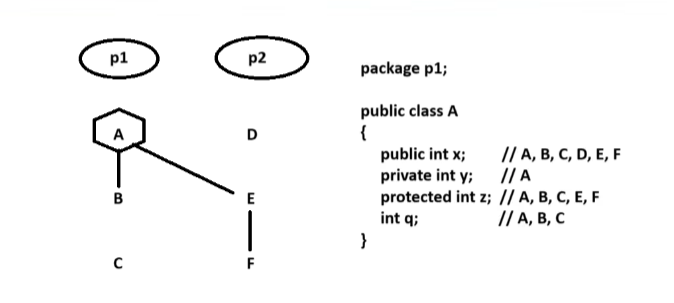 p1
p2
A
D
B
E
C
F
package p1;
public class A
{
public int x; // A, B, C, D, E, F
private int y; // A
protected int z; // A, B, C, E, F
int q; // A, B, C
}